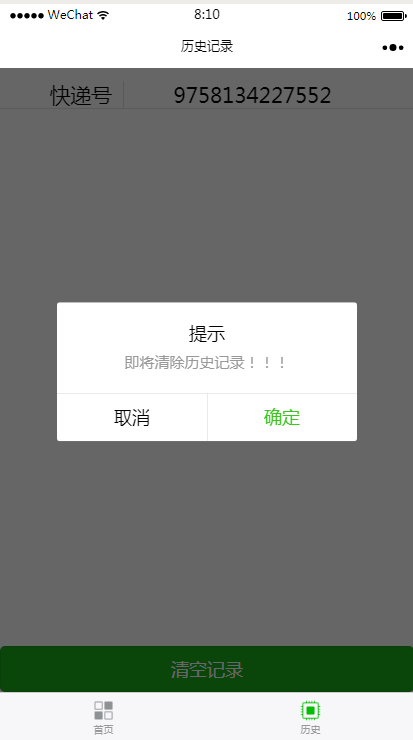 WeChat 8:10 100%
历史记录
快递号 9758134227552
提示
即将清除历史记录！！！
取消 确定
清空记录
首页 历史